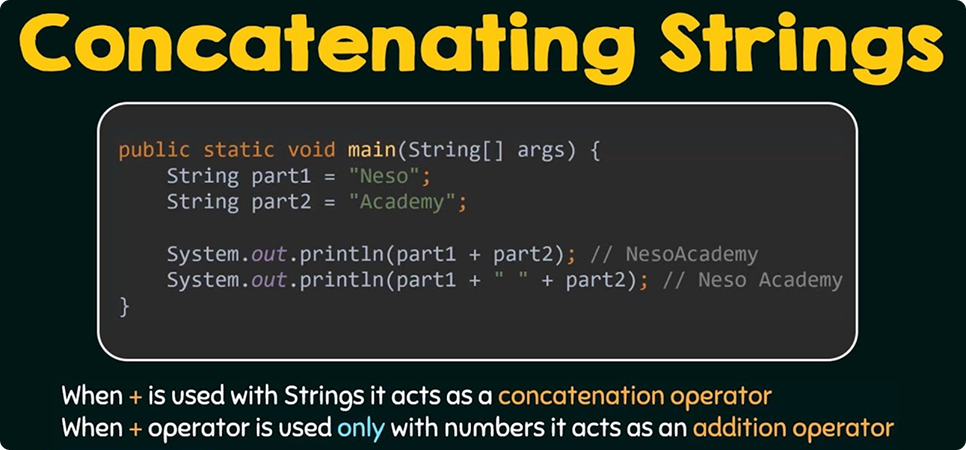 Concatenating Strings
public static void main(String[] args) {
    String part1 = "Neso";
    String part2 = "Academy";
    System.out.println(part1 + part2); // NesoAcademy
    System.out.println(part1 + " " + part2); // Neso Academy
}
When + is used with Strings it acts as a concatenation operator
When + operator is used only with numbers it acts as an addition operator